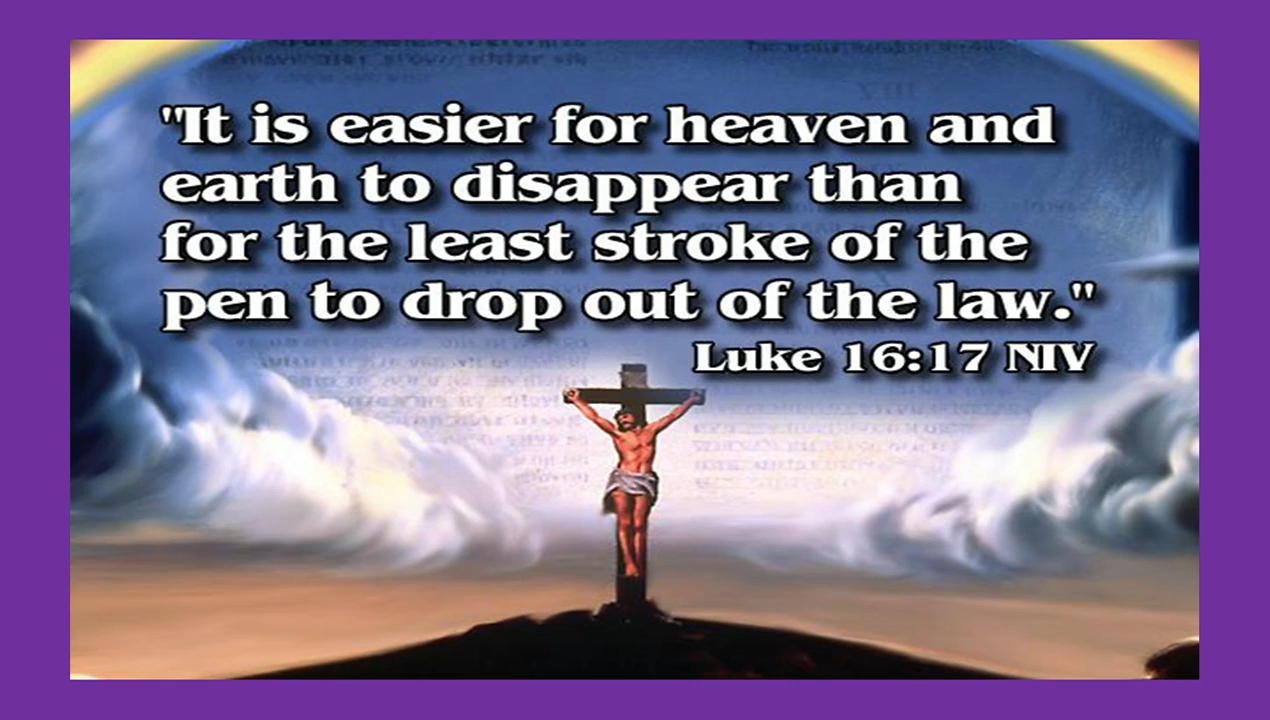 "It is easier for heaven and
earth to disappear than
for the least stroke of the
pen to drop out of the law."
Luke 16:17 NIV